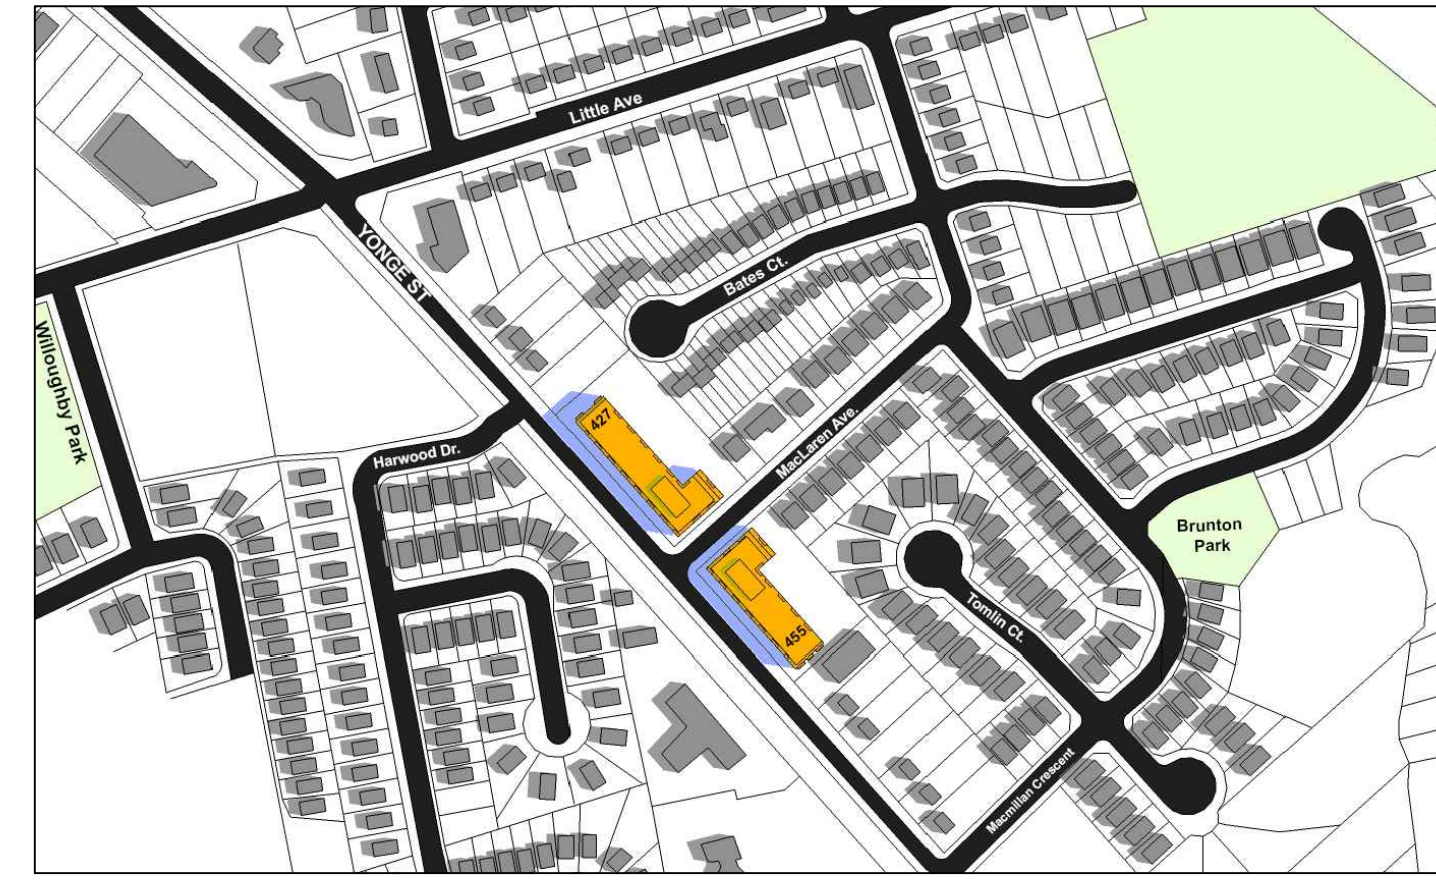 Little Ave
YONGE ST
Bates Ct.
Willoughby Park
427
MacLaren Ave.
Harwood Dr.
Brunton
Park
Tomlin Ct.
455
Macmillan Crescent